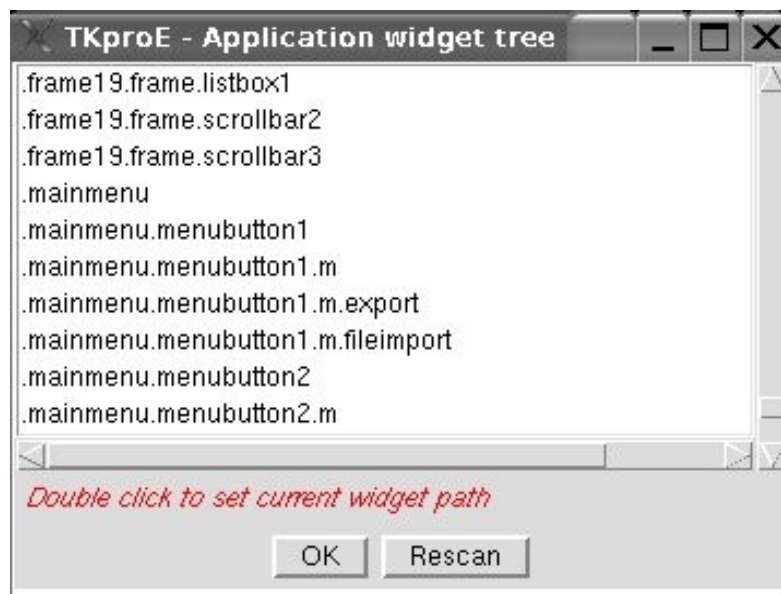 TKproE - Application widget tree
.frame19.frame.listbox1
.frame19.frame.scrollbar2
.frame19.frame.scrollbar3
.mainmenu
.mainmenu.menubutton1
.mainmenu.menubutton1.m
.mainmenu.menubutton1.m.export
.mainmenu.menubutton1.m.fileimport
.mainmenu.menubutton2
.mainmenu.menubutton2.m
Double click to set current widget path
OK Rescan